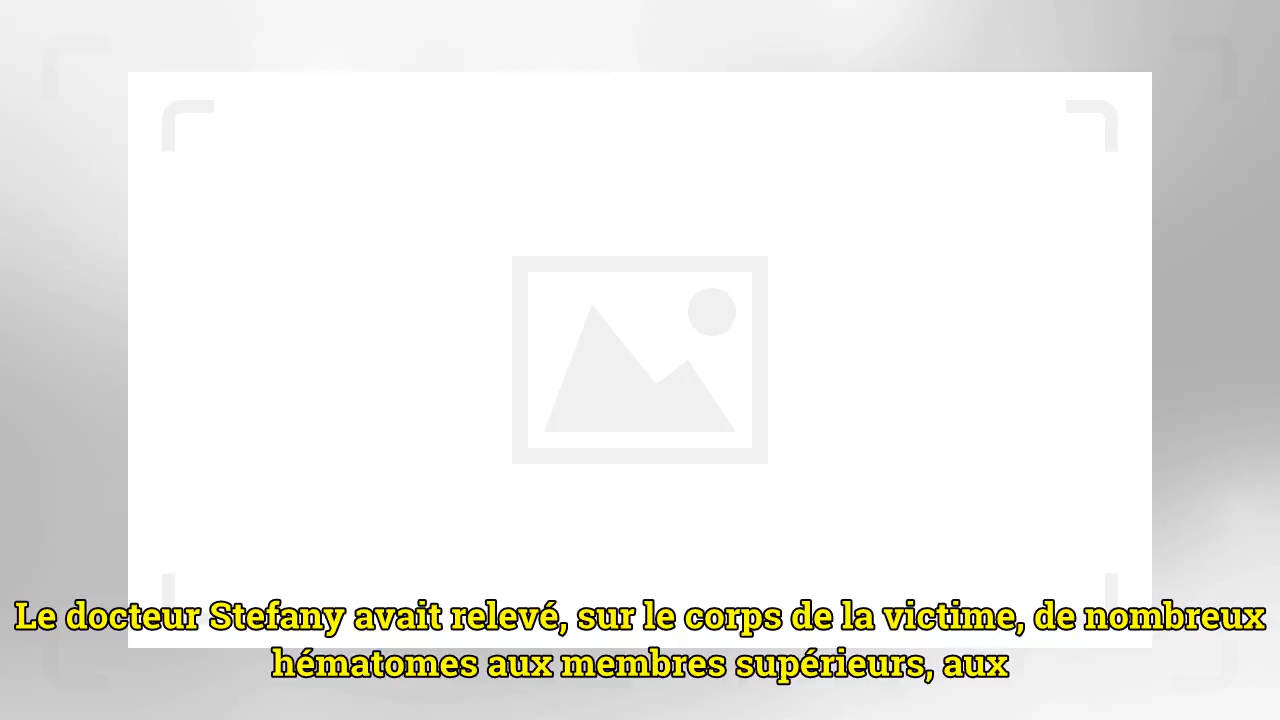 Le docteur Stefany avait relevé, sur le corps de la victime, de nombreux
hématomes aux membres supérieurs, aux